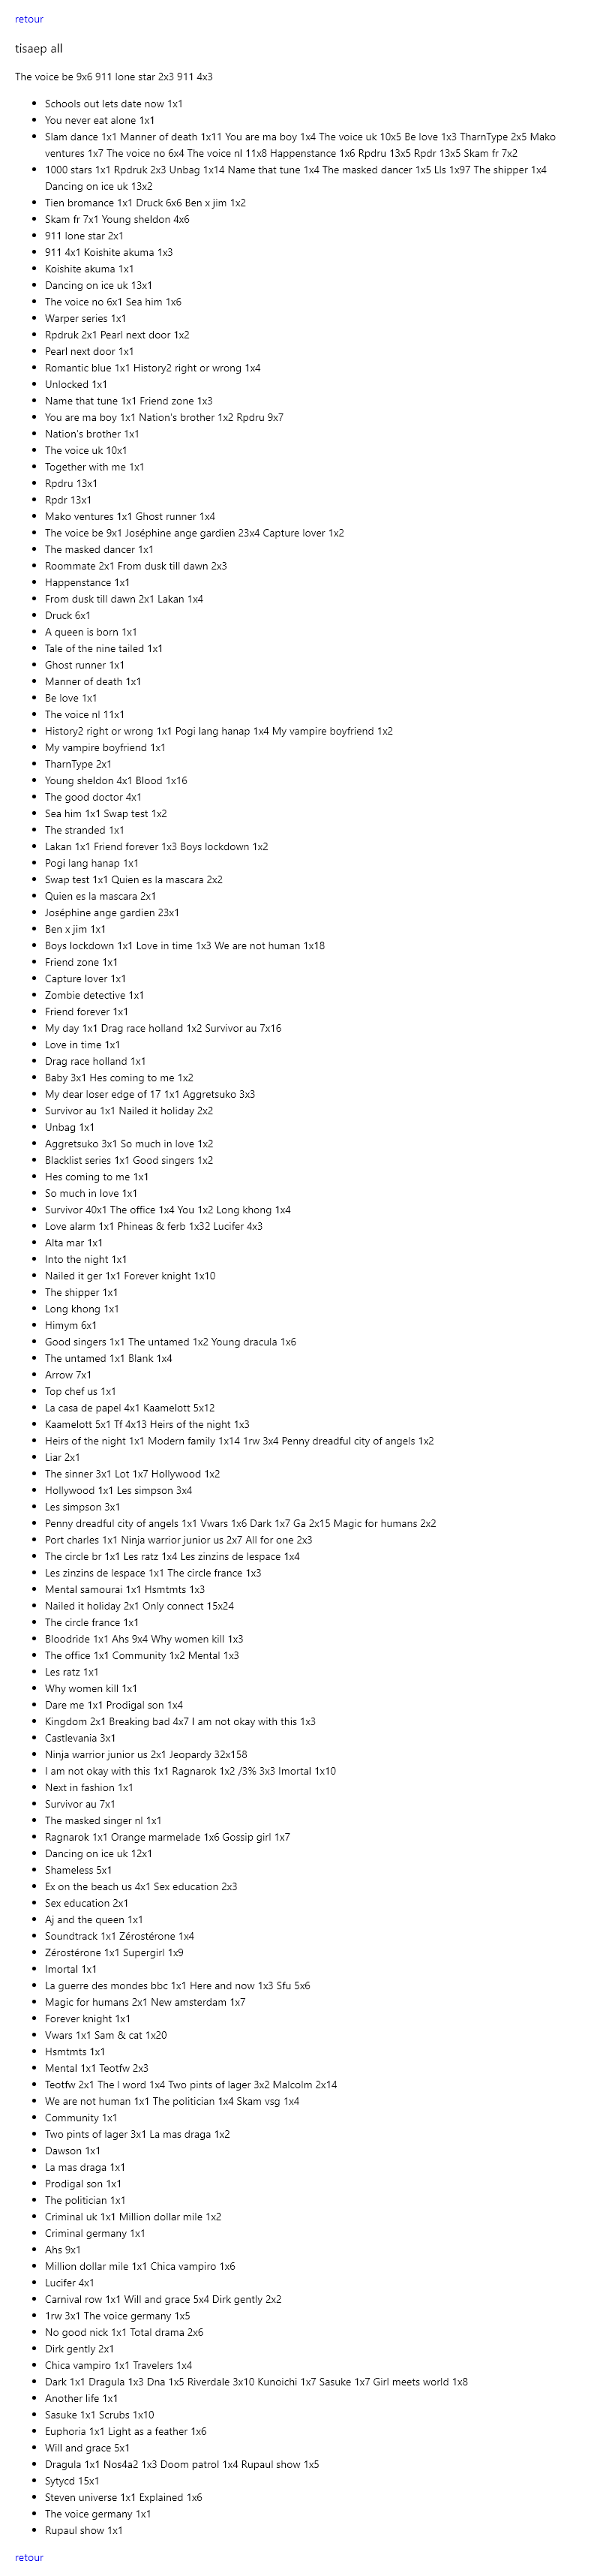 retour
tisaep all
The voice be 9x6 911 lone star 2x3 911 4x3
Schools out lets date now 1x1
You never eat alone 1x1
Slam dance 1x1 Manner of death 1x11 You are ma boy 1x4 The voice uk 10x5 Be love 1x3 TharnType 2x5 Mako
ventures 1x7 The voice no 6x4 The voice nl 11x8 Happenstance 1x6 Rpdru 13x5 Rpdr 13x5 Skam fr 7x2
1000 stars 1x1 Rpdruk 2x3 Unbag 1x14 Name that tune 1x4 The masked dancer 1x5 Lls 1x97 The shipper 1x4
Dancing on ice uk 13x2
Tien bromance 1x1 Druck 6x6 Ben x jim 1x2
Skam fr 7x1 Young sheldon 4x6
911 lone star 2x1
911 4x1 Koishite akuma 1x3
Koishite akuma 1x1
Dancing on ice uk 13x1
The voice no 6x1 Sea him 1x6
Warper series 1x1
Rpdruk 2x1 Pearl next door 1x2
Pearl next door 1x1
Romantic blue 1x1 History2 right or wrong 1x4
Unlocked 1x1
Name that tune 1x1 Friend zone 1x3
You are ma boy 1x1 Nation's brother 1x2 Rpdru 9x7
Nation's brother 1x1
The voice uk 10x1
Together with me 1x1
Rpdru 13x1
Rpdr 13x1
Mako ventures 1x1 Ghost runner 1x4
The voice be 9x1 Joséphine ange gardien 23x4 Capture lover 1x2
The masked dancer 1x1
Roommate 2x1 From dusk till dawn 2x3
Happenstance 1x1
From dusk till dawn 2x1 Lakan 1x4
Druck 6x1
A queen is born 1x1
Tale of the nine tailed 1x1
Ghost runner 1x1
Manner of death 1x1
Be love 1x1
The voice nl 11x1
History2 right or wrong 1x1 Pogi lang hanap 1x4 My vampire boyfriend 1x2
My vampire boyfriend 1x1
TharnType 2x1
Young sheldon 4x1 Blood 1x16
The good doctor 4x1
Sea him 1x1 Swap test 1x2
The stranded 1x1
Lakan 1x1 Friend forever 1x3 Boys lockdown 1x2
Pogi lang hanap 1x1
Swap test 1x1 Quien es la mascara 2x2
Quien es la mascara 2x1
Joséphine ange gardien 23x1
Ben x jim 1x1
Boys lockdown 1x1 Love in time 1x3 We are not human 1x18
Friend zone 1x1
Capture lover 1x1
Zombie detective 1x1
Friend forever 1x1
My day 1x1 Drag race holland 1x2 Survivor au 7x16
Love in time 1x1
Drag race holland 1x1
Baby 3x1 Hes coming to me 1x2
My dear loser edge of 17 1x1 Aggretsuko 3x3
Survivor au 1x1 Nailed it holiday 2x2
Unbag 1x1
Aggretsuko 3x1 So much in love 1x2
Blacklist series 1x1 Good singers 1x2
Hes coming to me 1x1
So much in love 1x1
Survivor 40x1 The office 1x4 You 1x2 Long khong 1x4
Love alarm 1x1 Phineas & ferb 1x32 Lucifer 4x3
Alta mar 1x1
Into the night 1x1
Nailed it ger 1x1 Forever knight 1x10
The shipper 1x1
Long khong 1x1
Himym 6x1
Good singers 1x1 The untamed 1x2 Young dracula 1x6
The untamed 1x1 Blank 1x4
Arrow 7x1
Top chef us 1x1
La casa de papel 4x1 Kaamelott 5x12
Kaamelott 5x1 Tf 4x13 Heirs of the night 1x3
Heirs of the night 1x1 Modern family 1x14 1rw 3x4 Penny dreadful city of angels 1x2
Liar 2x1
The sinner 3x1 Lot 1x7 Hollywood 1x2
Hollywood 1x1 Les simpson 3x4
Les simpson 3x1
Penny dreadful city of angels 1x1 Vwars 1x6 Dark 1x7 Ga 2x15 Magic for humans 2x2
Port charles 1x1 Ninja warrior junior us 2x7 All for one 2x3
The circle br 1x1 Les ratz 1x4 Les zinzins de lespace 1x4
Les zinzins de lespace 1x1 The circle france 1x3
Mental samourai 1x1 Hsmtmts 1x3
Nailed it holiday 2x1 Only connect 15x24
The circle france 1x1
Bloodride 1x1 Ahs 9x4 Why women kill 1x3
The office 1x1 Community 1x2 Mental 1x3
Les ratz 1x1
Why women kill 1x1
Dare me 1x1 Prodigal son 1x4
Kingdom 2x1 Breaking bad 4x7 I am not okay with this 1x3
Castlevania 3x1
Ninja warrior junior us 2x1 Jeopardy 32x158
I am not okay with this 1x1 Ragnarok 1x2 /3% 3x3 Imortal 1x10
Next in fashion 1x1
Survivor au 7x1
The masked singer nl 1x1
Ragnarok 1x1 Orange marmelade 1x6 Gossip girl 1x7
Dancing on ice uk 12x1
Shameless 5x1
Ex on the beach us 4x1 Sex education 2x3
Sex education 2x1
Aj and the queen 1x1
Soundtrack 1x1 Zérostérone 1x4
Zérostérone 1x1 Supergirl 1x9
Imortal 1x1
La guerre des mondes bbc 1x1 Here and now 1x3 Sfu 5x6
Magic for humans 2x1 New amsterdam 1x7
Forever knight 1x1
Vwars 1x1 Sam & cat 1x20
Hsmtmts 1x1
Mental 1x1 Teotfw 2x3
Teotfw 2x1 The l word 1x4 Two pints of lager 3x2 Malcolm 2x14
We are not human 1x1 The politician 1x4 Skam vsg 1x4
Community 1x1
Two pints of lager 3x1 La mas draga 1x2
Dawson 1x1
La mas draga 1x1
Prodigal son 1x1
The politician 1x1
Criminal uk 1x1 Million dollar mile 1x2
Criminal germany 1x1
Ahs 9x1
Million dollar mile 1x1 Chica vampiro 1x6
Lucifer 4x1
Carnival row 1x1 Will and grace 5x4 Dirk gently 2x2
1rw 3x1 The voice germany 1x5
No good nick 1x1 Total drama 2x6
Dirk gently 2x1
Chica vampiro 1x1 Travelers 1x4
Dark 1x1 Dragula 1x3 Dna 1x5 Riverdale 3x10 Kunoichi 1x7 Sasuke 1x7 Girl meets world 1x8
Another life 1x1
Sasuke 1x1 Scrubs 1x10
Euphoria 1x1 Light as a feather 1x6
Will and grace 5x1
Dragula 1x1 Nos4a2 1x3 Doom patrol 1x4 Rupaul show 1x5
Sytycd 15x1
Steven universe 1x1 Explained 1x6
The voice germany 1x1
Rupaul show 1x1
retour